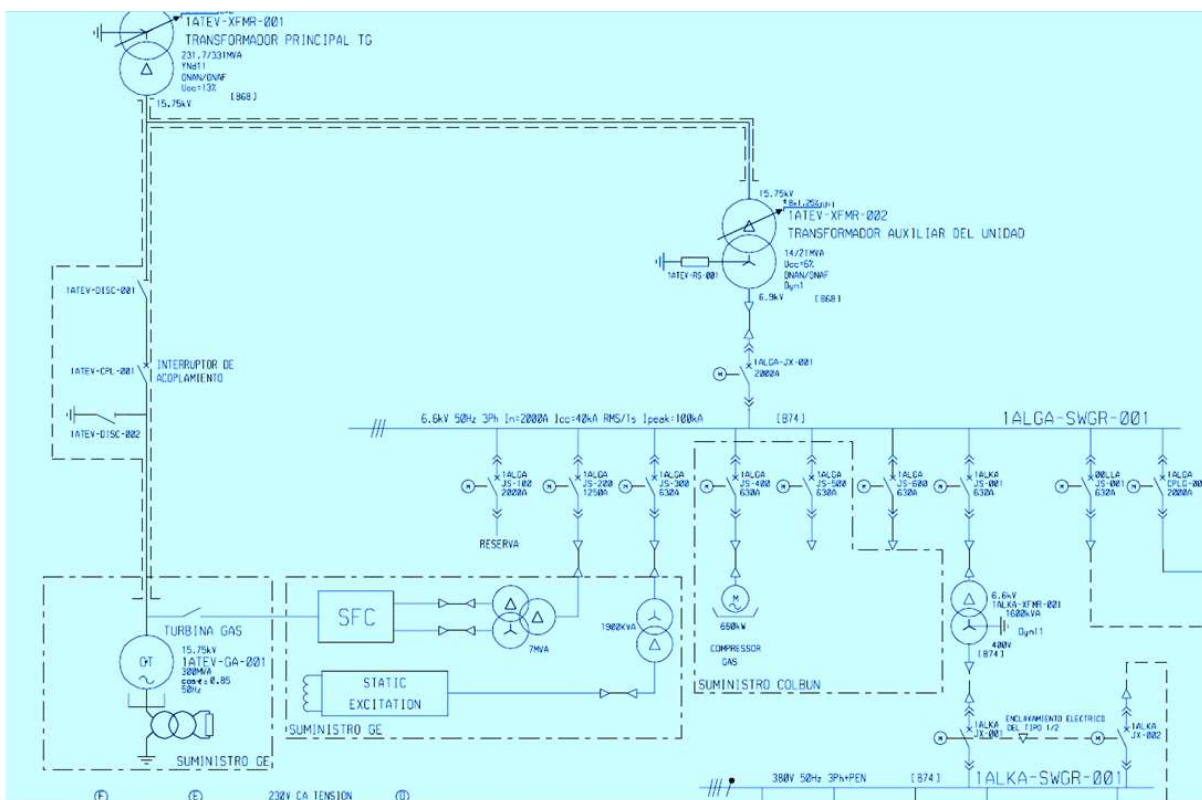 1ATEV-XFMR-001
TRANSFORMADOR PRINCIPAL TG
231.7/331MVA
YNd11
ONAN/ONAF
Ucc=13%
[868]
15.75kV
15.75kV
1ATEV-XFMR-002
TRANSFORMADOR AUXILIAR DEL UNIDAD
14/21MVA
Ucc=6%
ONAN/ONAF
Dyn1
[868]
1ATEV-RS-001
6.9kV
1ATEV-DISC-001
1ATEV-CPL-001
INTERRUPTOR DE
ACOPLAMIENTO
1ATEV-DISC-002
M
1ALGA-JX-001
2000A
6.6kV 50Hz 3Ph In=2000A Icc=40kA RMS/1s Ipeak=100kA
[874]
1ALGA-SWGR-001
M
1ALGA
JS-100
2000A
M
1ALGA
JS-200
1250A
M
1ALGA
JS-300
630A
M
1ALGA
JS-400
630A
M
1ALGA
JS-500
630A
M
1ALGA
JS-600
630A
M
1ALKA
JS-001
630A
M
00LLA
JS-001
630A
M
1ALGA
2000A
RESERVA
SFC
7MVA
1900KVA
M
660kW
COMPRESSOR
GAS
6.6kV
1ALKA-XFMR-001
1600kVA
Dyn11
400V
[874]
TURBINA GAS
15.75kV
1ATEV-GA-001
300MVA
50Hz
STATIC
EXCITATION
SUMINISTRO COLBUN
SUMINISTRO GE
SUMINISTRO GE
M
1ALKA
JX-001
ENCLAVAMIENTO ELECTRICO
DEL TIPO 1/2
M
1ALKA
JX-002
380V 50Hz 3Ph+PEN
[874]
1ALKA-SWGR-001
F
E
230V CA TENSION
D